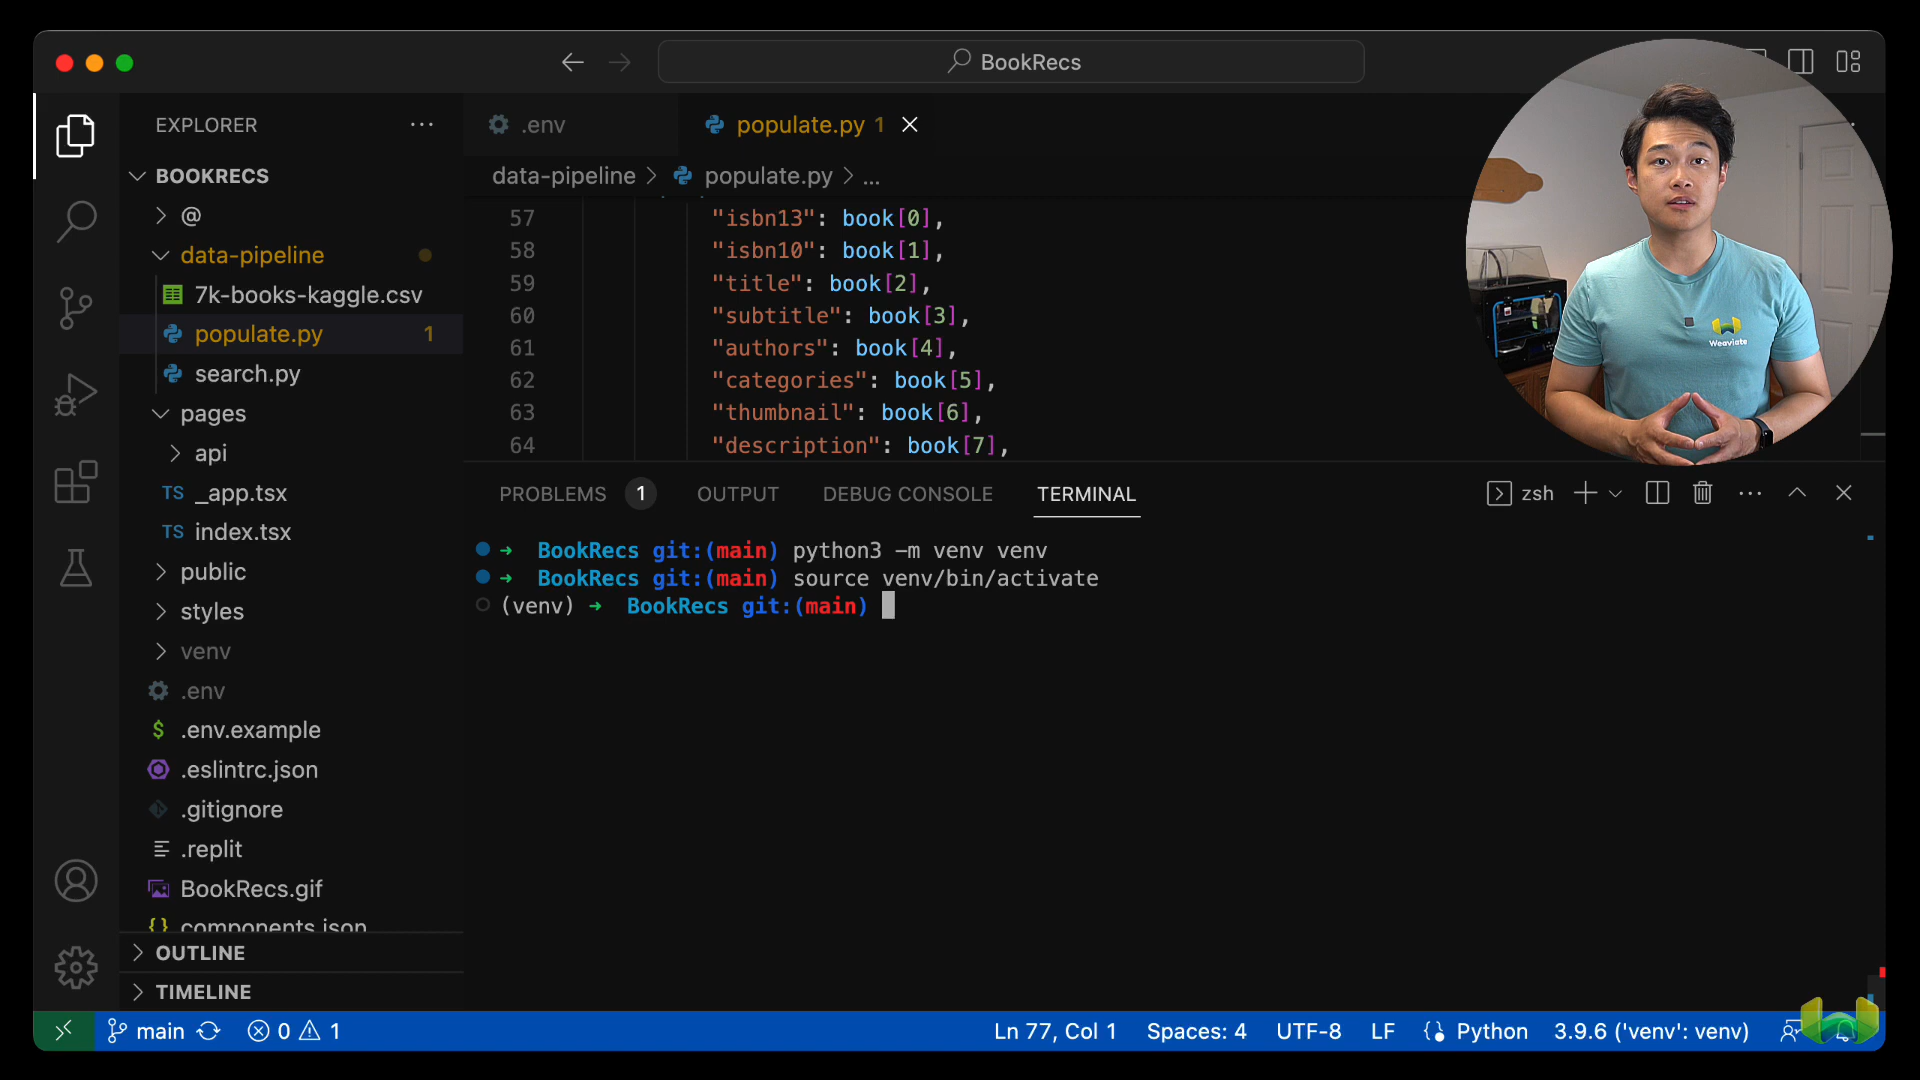 BookRecs
EXPLORER
BOOKRECS
@
data-pipeline
7k-books-kaggle.csv
populate.py 1
search.py
pages
api
TS _app.tsx
TS index.tsx
public
styles
venv
.env
.env.example
.eslintrc.json
.gitignore
.replit
BookRecs.gif
components.json
OUTLINE
TIMELINE
.env
populate.py 1
data-pipeline > populate.py > ...
57 "isbn13": book[0],
58 "isbn10": book[1],
59 "title": book[2],
60 "subtitle": book[3],
61 "authors": book[4],
62 "categories": book[5],
63 "thumbnail": book[6],
64 "description": book[7],
Weaviate
PROBLEMS 1 OUTPUT DEBUG CONSOLE TERMINAL
zsh
➜ BookRecs git:(main) python3 -m venv venv
➜ BookRecs git:(main) source venv/bin/activate
(venv) ➜ BookRecs git:(main)
main 0 1
Ln 77, Col 1 Spaces: 4 UTF-8 LF Python 3.9.6 ('venv': venv)